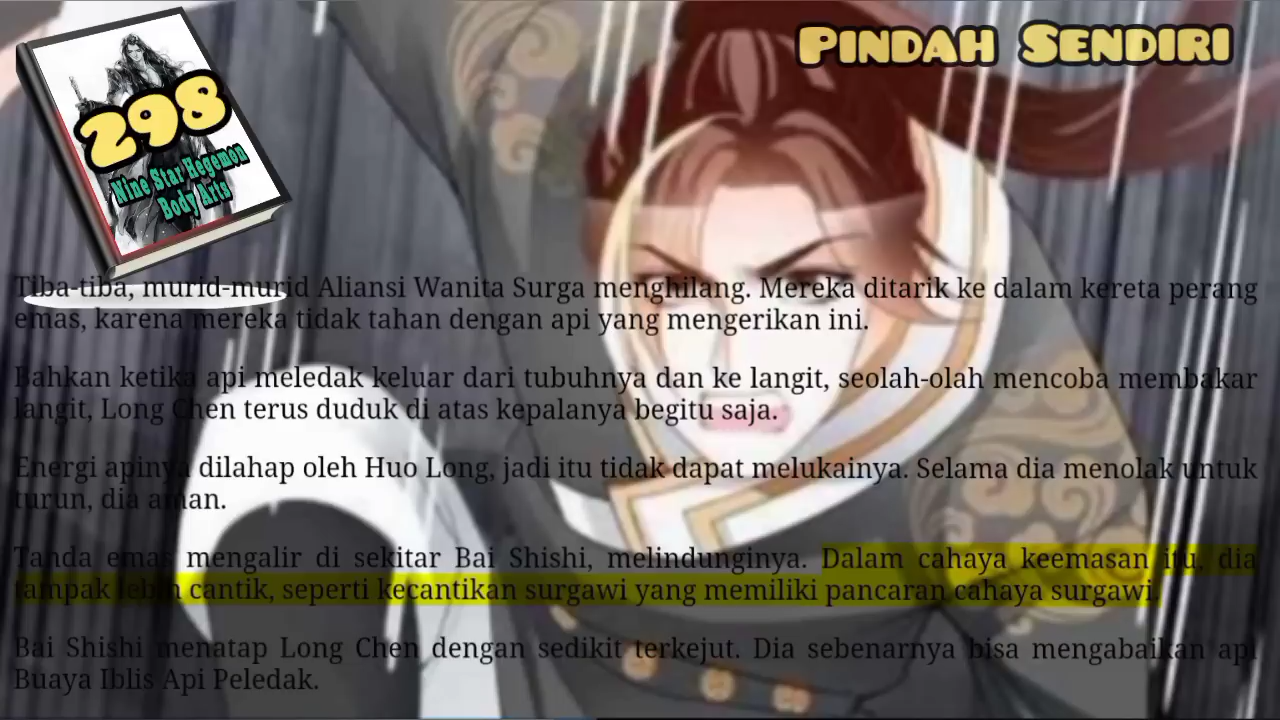 298
Nine Star Hegemon
Body Arts
Pindah Sendiri
Tiba-tiba, murid-murid Aliansi Wanita Surga menghilang. Mereka ditarik ke dalam kereta perang
emas, karena mereka tidak tahan dengan api yang mengerikan ini.
Bahkan ketika api meledak keluar dari tubuhnya dan ke langit, seolah-olah mencoba membakar
langit, Long Chen terus duduk di atas kepalanya begitu saja.
Energi apinya dilahap oleh Huo Long, jadi itu tidak dapat melukainya. Selama dia menolak untuk
turun, dia aman.
Tanda emas mengalir di sekitar Bai Shishi, melindunginya. Dalam cahaya keemasan itu, dia
tampak lebih cantik, seperti kecantikan surgawi yang memiliki pancaran cahaya surgawi.
Bai Shishi menatap Long Chen dengan sedikit terkejut. Dia sebenarnya bisa mengabaikan api
Buaya Iblis Api Peledak.